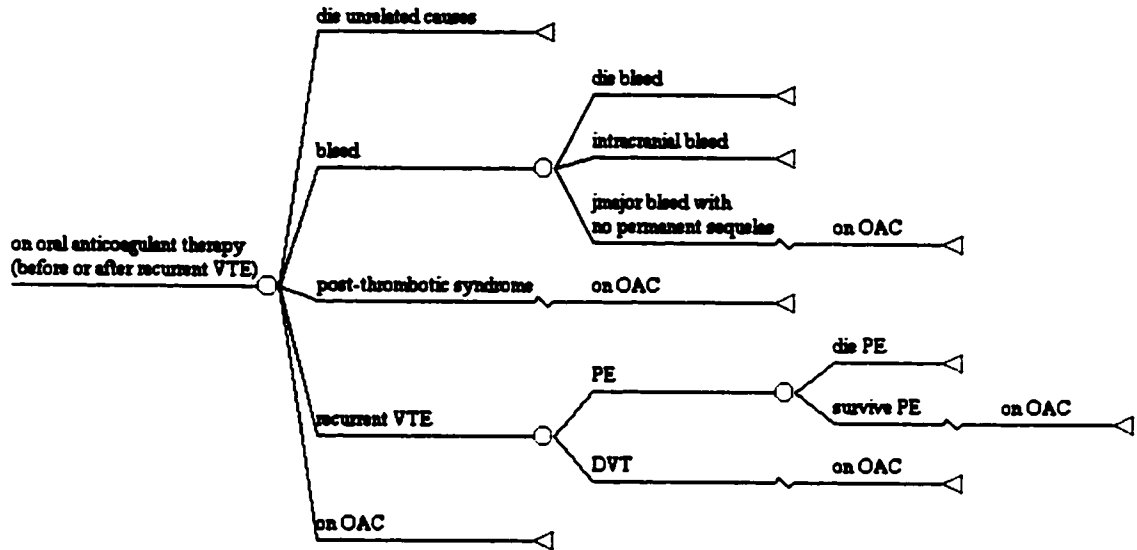 die unrelated causes
die bleed
intracranial bleed
bleed
jmajor bleed with
no permanent sequelae
on OAC
on oral anticoagulant therapy
(before or after recurrent VTE)
post-thrombotic syndrome
on OAC
die PE
PE
survive PE
on OAC
recurrent VTE
DVT
on OAC
on OAC